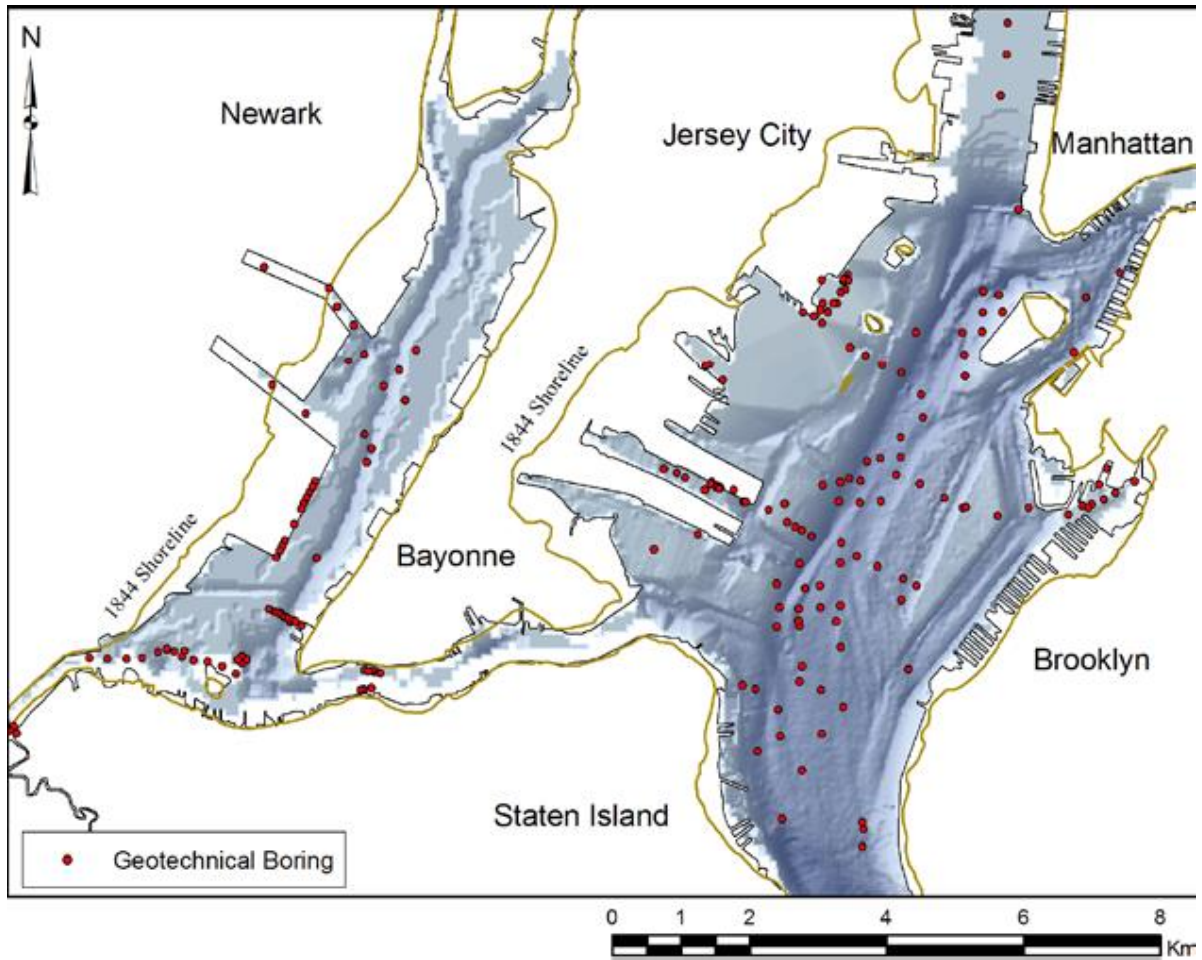 N
Newark
Jersey City
Manhattan
1844 Shoreline
1844 Shoreline
Bayonne
Brooklyn
Staten Island
Geotechnical Boring
0 1 2 4 6 8
Km